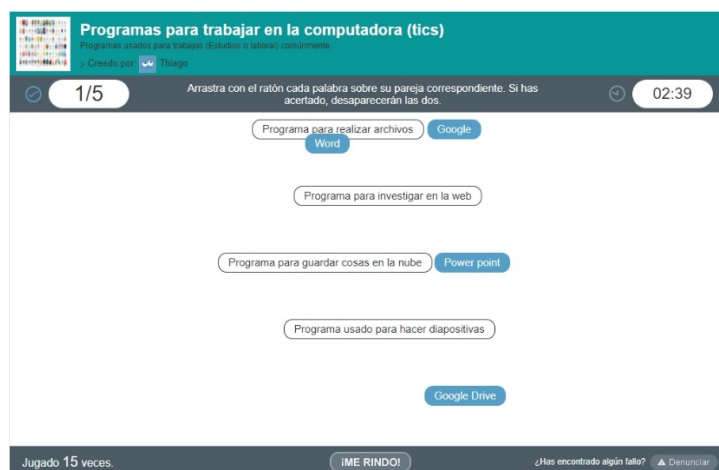 Programas para trabajar en la computadora (tics)
Programas usados para trabajos (Estudios o laboral) comúnmente.
> Creado por: Thiago
1/5
Arrastra con el ratón cada palabra sobre su pareja correspondiente. Si has
acertado, desaparecerán las dos.
02:39
Programa para realizar archivos Google
Word
Programa para investigar en la web
Programa para guardar cosas en la nube Power point
Programa usado para hacer diapositivas
Google Drive
Jugado 15 veces. ¡ME RINDO! ¿Has encontrado algún fallo? Denunciar